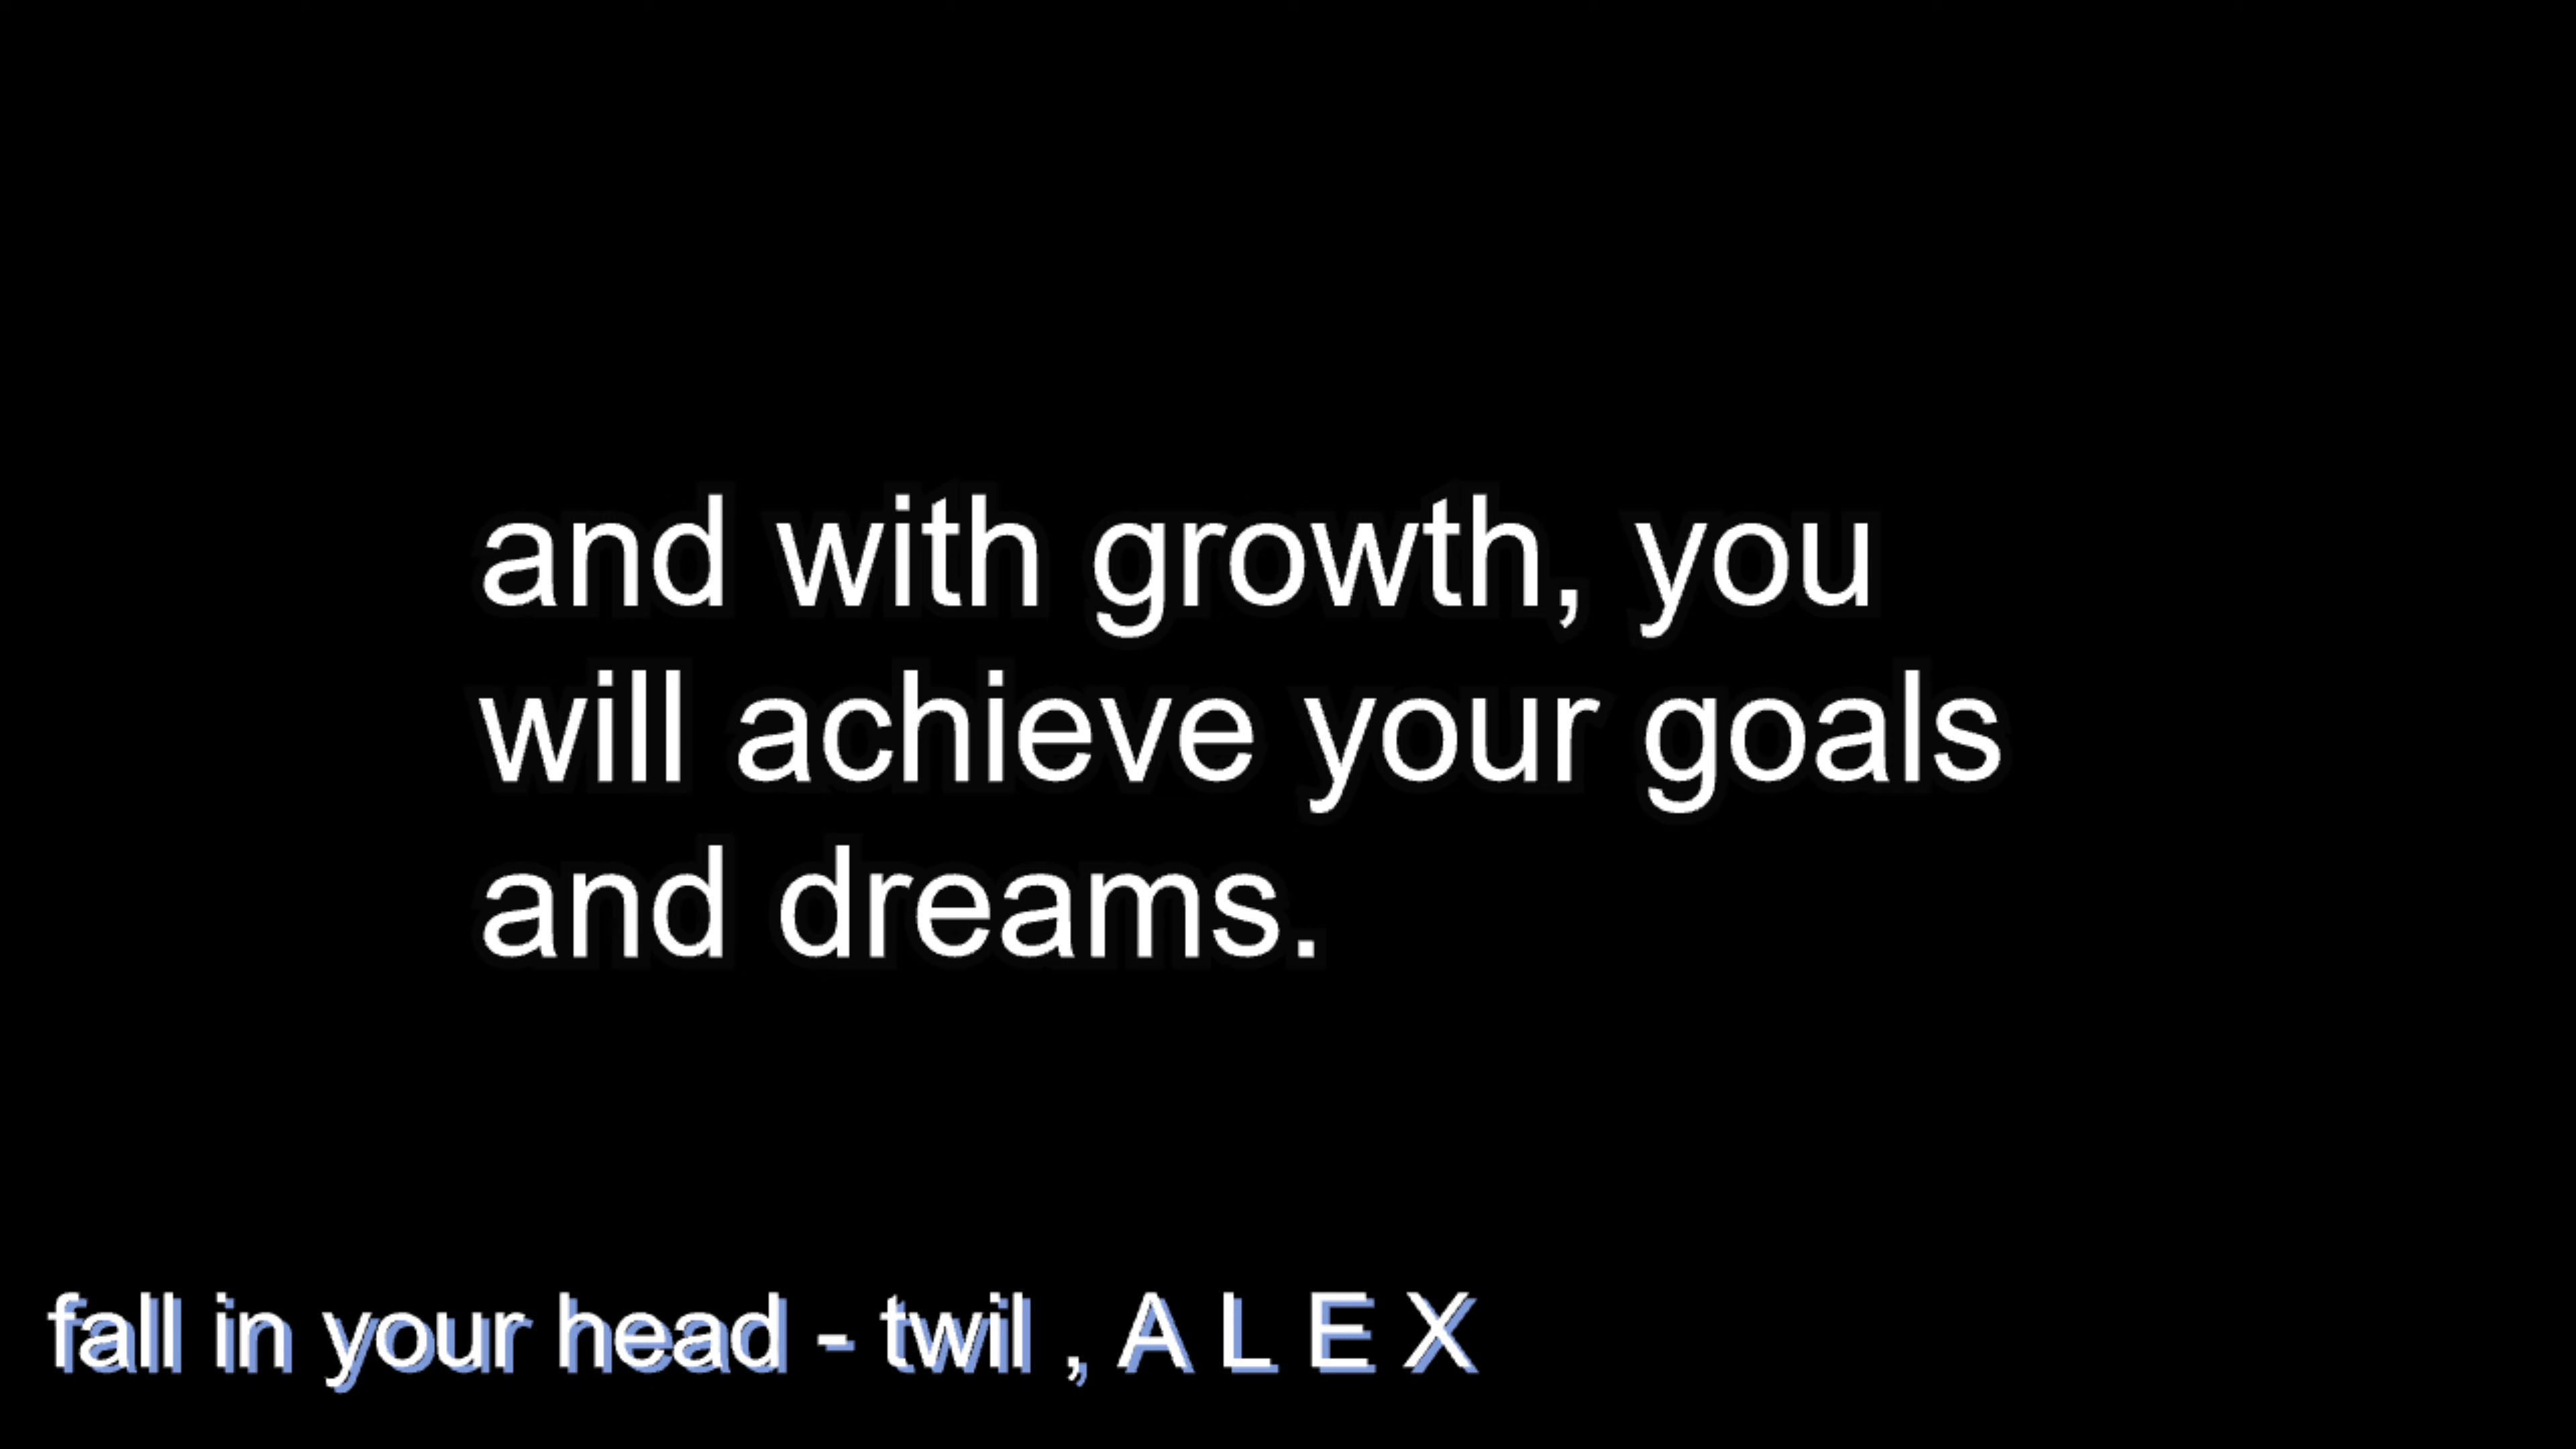 and with growth, you
will achieve your goals
and dreams.
fall in your head - twil , A L E X